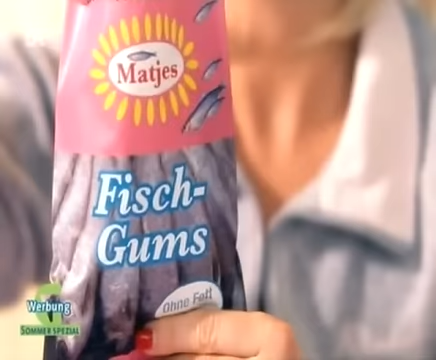 Matjes
Fisch-
Gums
Ohne Fett
Werbung
SOMMER SPEZIAL